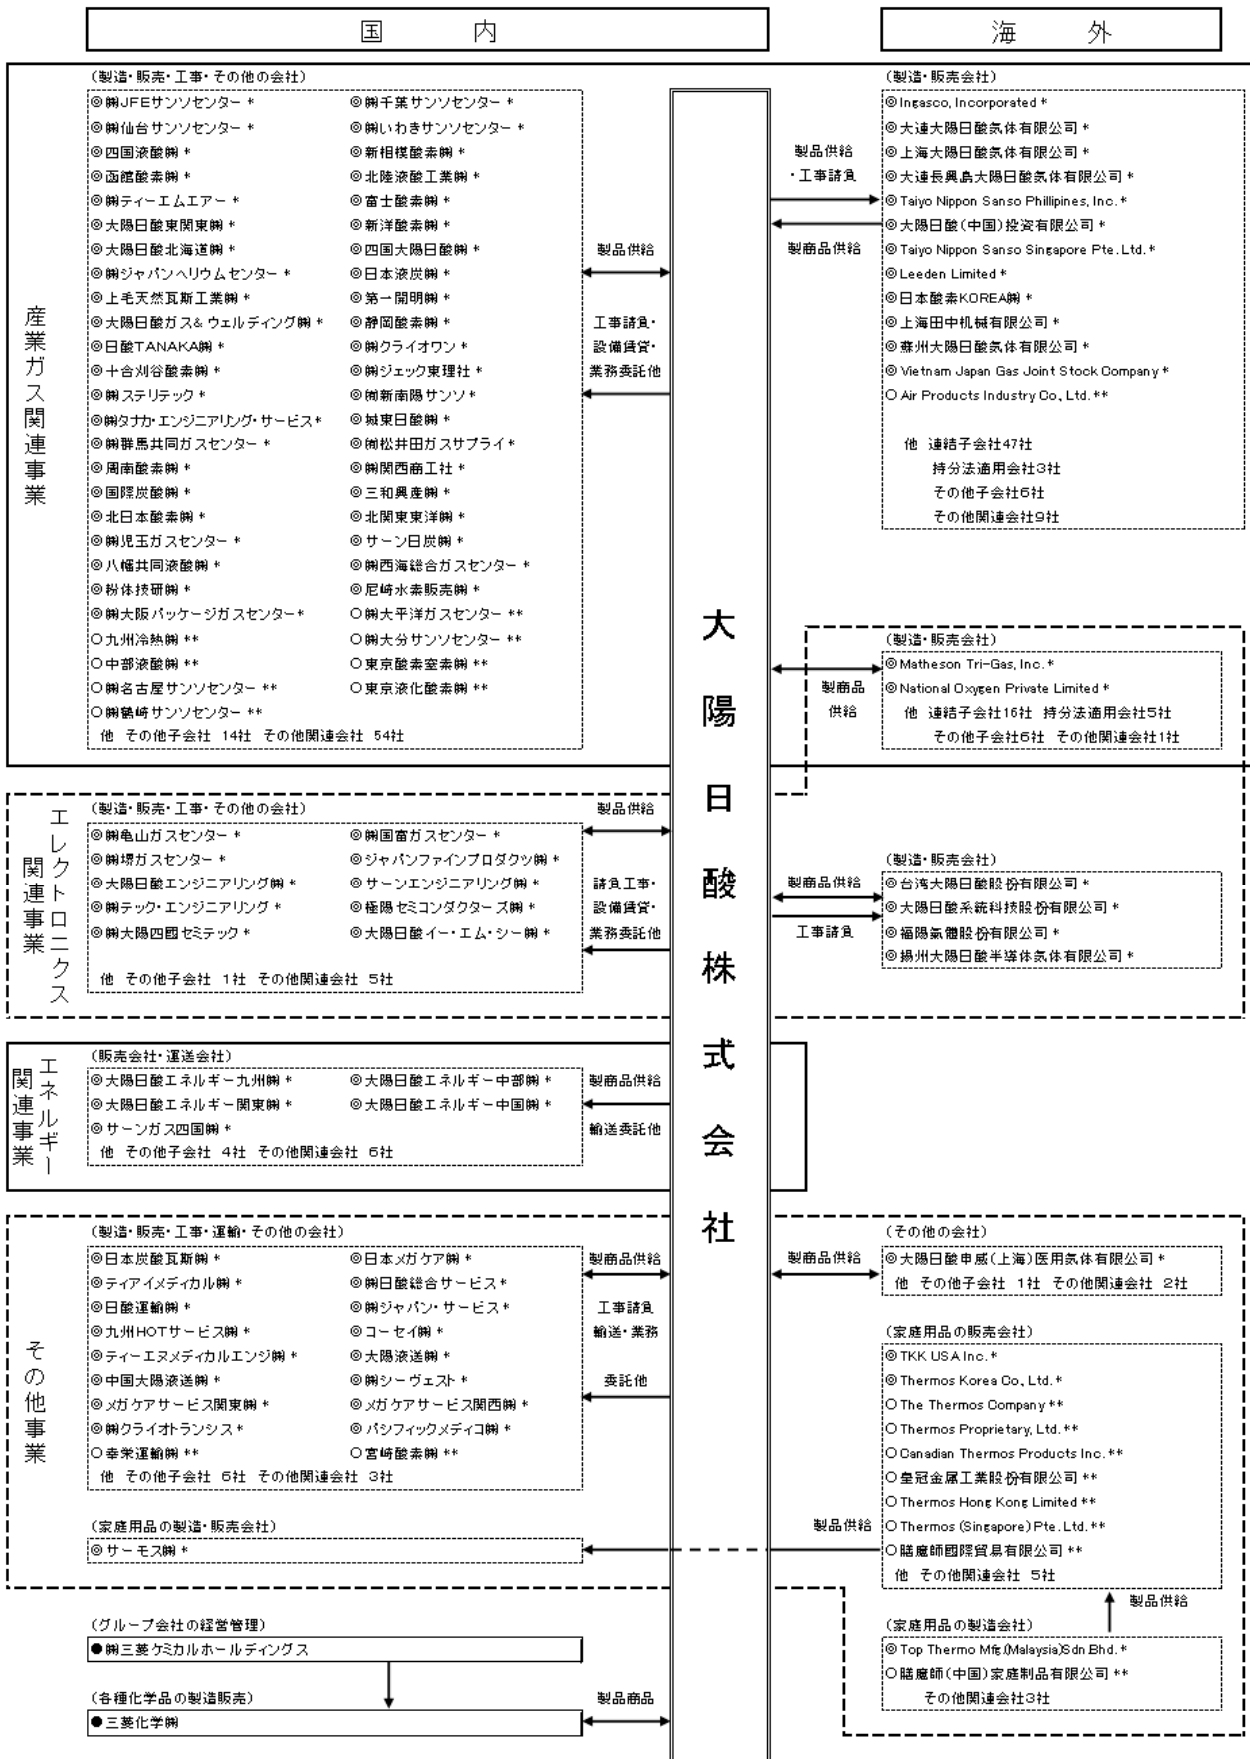 国　内
海　外
産業ガス関連事業
(製造・販売・工事・その他の会社)
◎㈱JFEサンソセンター *　◎㈱千葉サンソセンター *
◎㈱仙台サンソセンター *　◎㈱いわきサンソセンター *
◎四国液酸㈱ *　◎新相模酸素㈱ *
◎函館酸素㈱ *　◎北陸液酸工業㈱ *
◎㈱ティーエムエアー *　◎富士酸素㈱ *
◎大陽日酸東関東㈱ *　◎新洋酸素㈱ *
◎大陽日酸北海道㈱ *　◎四国大陽日酸㈱ *
◎㈱ジャパンヘリウムセンター *　◎日本液炭㈱ *
◎上毛天然瓦斯工業㈱ *　◎第一開明㈱ *
◎大陽日酸ガス&ウェルディング㈱ *　◎静岡酸素㈱ *
◎日酸TANAKA㈱ *　◎㈱クライオワン *
◎十合刈谷酸素㈱ *　◎㈱ジェック東理社 *
◎㈱ステリテック *　◎㈲新南陽サンソ *
◎㈱タナカ・エンジニアリング・サービス *　◎城東日酸㈱ *
◎㈱群馬共同ガスセンター *　◎㈲松井田ガスサプライ *
◎周南酸素㈱ *　◎㈱関西商工社 *
◎国際炭酸㈱ *　◎三和興産㈱ *
◎北日本酸素㈱ *　◎北関東東洋㈱ *
◎㈱児玉ガスセンター *　◎サーン日炭㈱ *
◎八幡共同液酸㈱ *　◎㈱西海総合ガスセンター *
◎粉体技研㈱ *　◎尼崎水素販売㈱ *
◎㈱大阪パッケージガスセンター *　○㈱大平洋ガスセンター **
○九州冷熱㈱ **　○㈱大分サンソセンター **
○中部液酸㈱ **　○東京酸素窒素㈱ **
○㈱名古屋サンソセンター **　○東京液化酸素㈱ **
○㈱鶴崎サンソセンター **
他 その他子会社 14社 その他関連会社 54社
製品供給
工事請負・
設備賃貸・
業務委託他
大陽日酸株式会社
製品供給
・工事請負
製商品供給
(製造・販売会社)
◎Ingasco, Incorporated *
◎大連大陽日酸気体有限公司 *
◎上海大陽日酸気体有限公司 *
◎大連長興島大陽日酸気体有限公司 *
◎Taiyo Nippon Sanso Phillipines, Inc. *
◎大陽日酸(中国)投資有限公司 *
◎Taiyo Nippon Sanso Singapore Pte. Ltd. *
◎Leeden Limited *
◎日本酸素KOREA㈱ *
◎上海田中机械有限公司 *
◎蘇州大陽日酸気体有限公司 *
◎Vietnam Japan Gas Joint Stock Company *
○Air Products Industry Co., Ltd. **
他 連結子会社47社
持分法適用会社3社
その他子会社6社
その他関連会社9社
製商品
供給
(製造・販売会社)
◎Matheson Tri-Gas, Inc. *
◎National Oxygen Private Limited *
他 連結子会社16社 持分法適用会社5社
その他子会社6社 その他関連会社1社
エレクトロニクス
関連事業
(製造・販売・工事・その他の会社)
◎㈱亀山ガスセンター *　◎㈱国富ガスセンター *
◎㈱堺ガスセンター *　◎ジャパンファインプロダクツ㈱ *
◎大陽日酸エンジニアリング㈱ *　◎サーンエンジニアリング㈱ *
◎㈱テック・エンジニアリング *　◎極陽セミコンダクターズ㈱ *
◎㈱大陽四國セミテック *　◎大陽日酸イー・エム・シー㈱ *
他 その他子会社 1社 その他関連会社 5社
製品供給
請負工事・
設備賃貸・
業務委託他
製商品供給
工事請負
(製造・販売会社)
◎台湾大陽日酸股份有限公司 *
◎大陽日酸系統科技股份有限公司 *
◎福陽氣體股份有限公司 *
◎揚州大陽日酸半導体気体有限公司 *
エネルギー
関連事業
(販売会社・運送会社)
◎大陽日酸エネルギー九州㈱ *　◎大陽日酸エネルギー中部㈱ *
◎大陽日酸エネルギー関東㈱ *　◎大陽日酸エネルギー中国㈱ *
◎サーンガス四国㈱ *
他 その他子会社 4社 その他関連会社 6社
製商品供給
輸送委託他
その他事業
(製造・販売・工事・運輸・その他の会社)
◎日本炭酸瓦斯㈱ *　◎日本メガケア㈱ *
◎ティアイメディカル㈱ *　◎㈱日酸総合サービス *
◎日酸運輸㈱ *　◎㈱ジャパン・サービス *
◎九州HOTサービス㈱ *　◎コーセイ㈱ *
◎ティーエヌメディカルエンジ㈱ *　◎大陽液送㈱ *
◎中国大陽液送㈱ *　◎㈱シーヴェスト *
◎メガケアサービス関東㈱ *　◎メガケアサービス関西㈱ *
◎㈱クライオトランシス *　◎パシフィックメディコ㈱ *
○幸栄運輸㈱ **　○宮崎酸素㈱ **
他 その他子会社 6社 その他関連会社 3社
製商品供給
工事請負
輸送・業務
委託他
製商品供給
(その他の会社)
◎大陽日酸申威(上海)医用気体有限公司 *
他 その他子会社 1社 その他関連会社 2社
(家庭用品の販売会社)
◎TKK USA Inc. *
◎Thermos Korea Co., Ltd. *
○The Thermos Company **
○Thermos Proprietary, Ltd. **
○Canadian Thermos Products Inc. **
○皇冠金属工業股份有限公司 **
○Thermos Hong Kong Limited **
○Thermos (Singapore) Pte. Ltd. **
○膳魔師國際貿易有限公司 **
他 その他関連会社 5社
(家庭用品の製造・販売会社)
◎サーモス㈱ *
製品供給
製品供給
(家庭用品の製造会社)
◎Top Thermo Mfg.(Malaysia)Sdn.Bhd. *
○膳魔師(中国)家庭制品有限公司 **
その他関連会社3社
(グループ会社の経営管理)
●㈱三菱ケミカルホールディングス
(各種化学品の製造販売)
●三菱化学㈱
製品商品